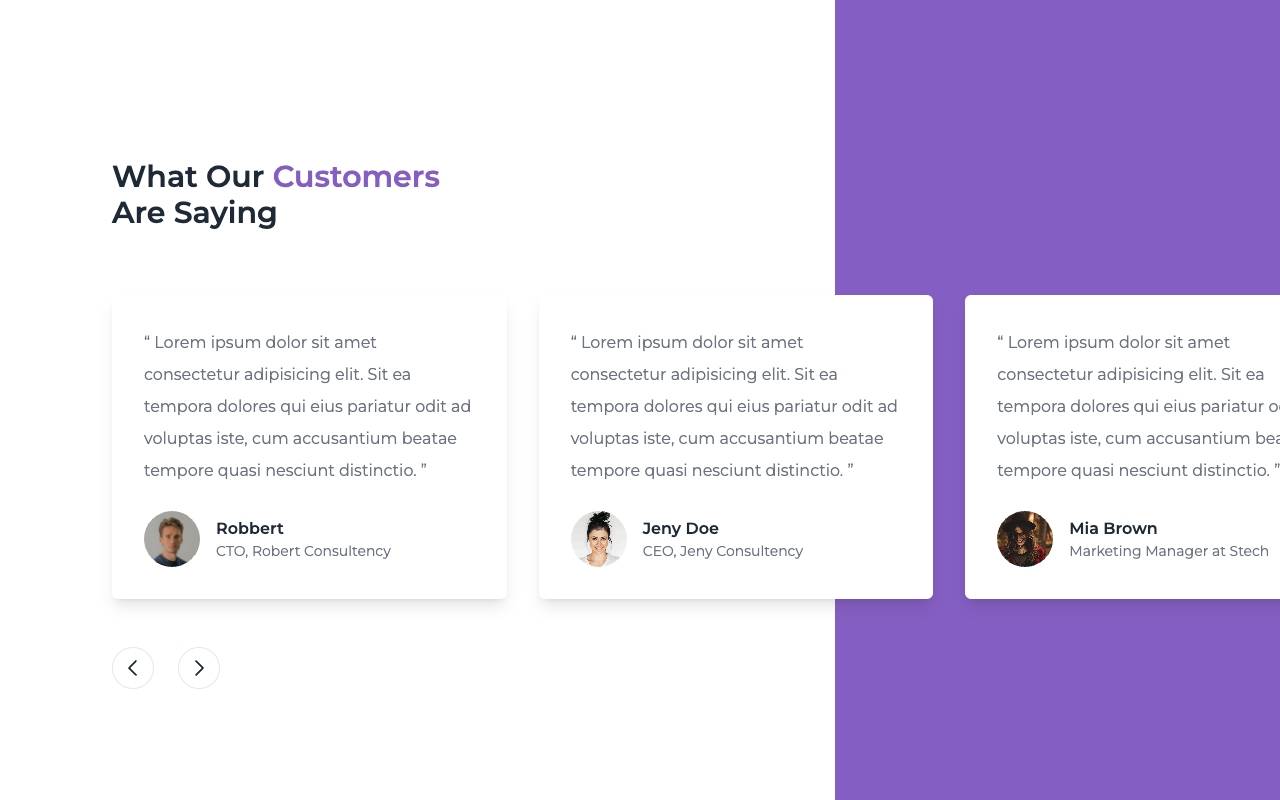 What Our Customers
Are Saying
“ Lorem ipsum dolor sit amet
consectetur adipisicing elit. Sit ea
tempora dolores qui eius pariatur odit ad
voluptas iste, cum accusantium beatae
tempore quasi nesciunt distinctio. ”
Robbert
CTO, Robert Consultency
“ Lorem ipsum dolor sit amet
consectetur adipisicing elit. Sit ea
tempora dolores qui eius pariatur odit ad
voluptas iste, cum accusantium beatae
tempore quasi nesciunt distinctio. ”
Jeny Doe
CEO, Jeny Consultency
“ Lorem ipsum dolor sit amet
consectetur adipisicing elit. Sit ea
tempora dolores qui eius pariatur
voluptas iste, cum accusantium
tempore quasi nesciunt distinctio. ”
Mia Brown
Marketing Manager at Stech